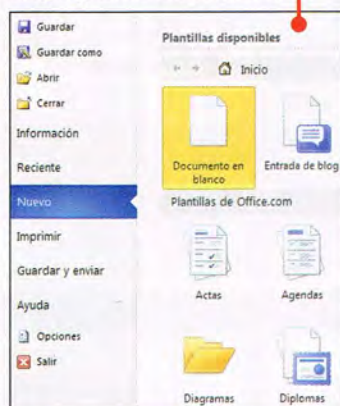 Guardar
Guardar como
Abrir
Cerrar
Información
Reciente
Nuevo
Imprimir
Guardar y enviar
Ayuda
Opciones
Salir
Plantillas disponibles
Inicio
Documento en
blanco
Entrada de blog
Plantillas de Office.com
Actas
Agendas
Diagramas
Diplomas